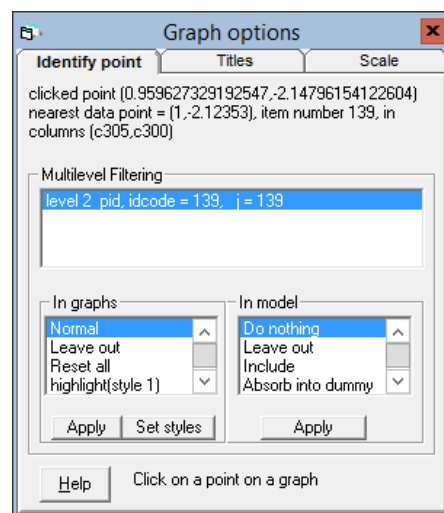 Graph options
Identify point Titles Scale
clicked point (0.959627329192547,-2.14796154122604)
nearest data point = (1,-2.12353), item number 139, in
columns (c305,c300)
Multilevel Filtering
level 2 pid, idcode = 139, j = 139
In graphs In model
Normal Do nothing
Leave out Leave out
Reset all Include
highlight(style 1) Absorb into dummy
Apply Set styles Apply
Help Click on a point on a graph